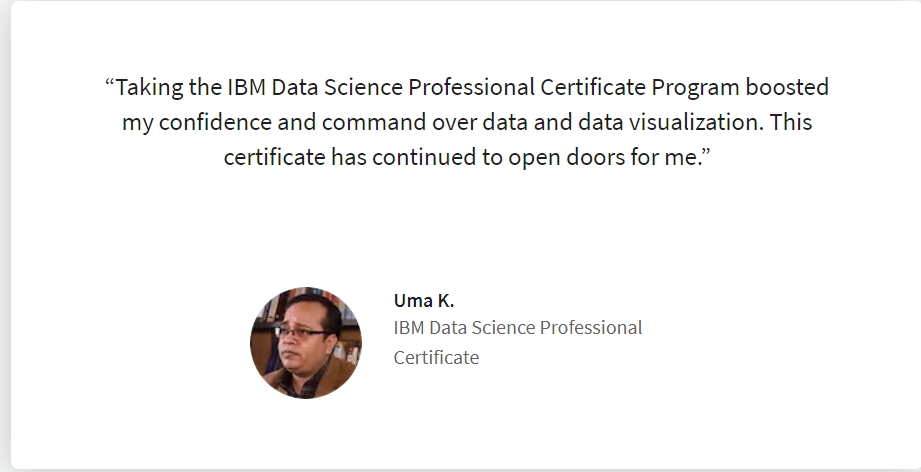 “Taking the IBM Data Science Professional Certificate Program boosted
my confidence and command over data and data visualization. This
certificate has continued to open doors for me.”
Uma K.
IBM Data Science Professional
Certificate